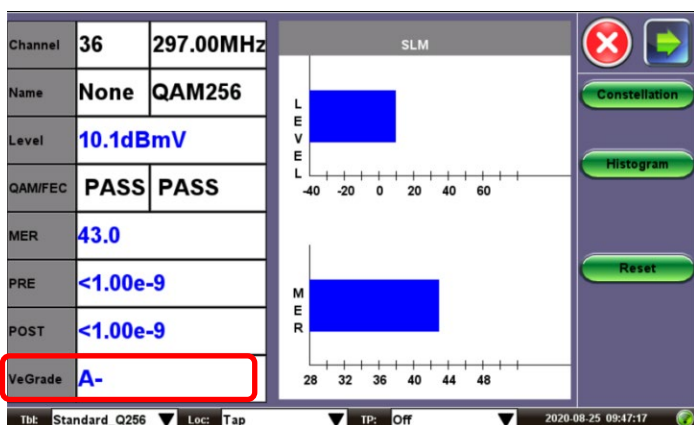 Channel 36 297.00MHz
Name None QAM256
Level 10.1dBmV
QAM/FEC PASS PASS
MER 43.0
PRE <1.00e-9
POST <1.00e-9
VeGrade A-
SLM
LEVEL
-40 -20 0 20 40 60
MER
28 32 36 40 44 48
Constellation
Histogram
Reset
Tbl: Standard Q256 Loc: Tap TP: Off 2020-08-25 09:47:17